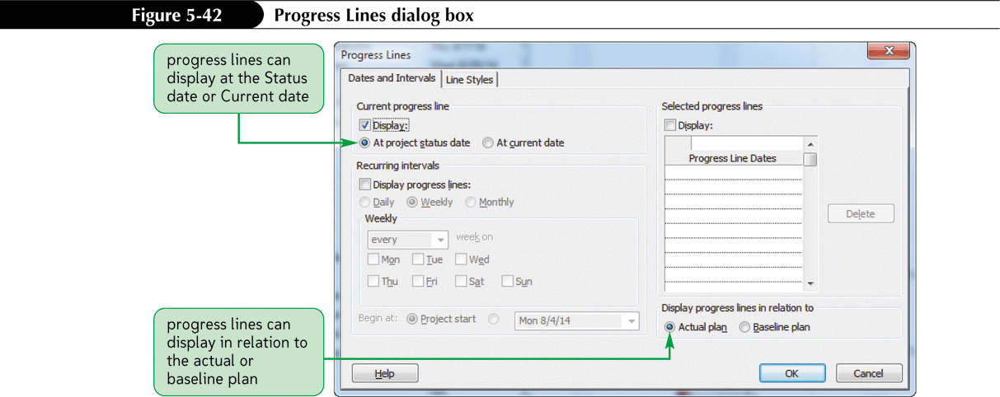 Figure 5-42 Progress Lines dialog box
progress lines can
display at the Status
date or Current date
Progress Lines
Dates and Intervals Line Styles
Current progress line
Display:
At project status date At current date
Recurring intervals
Display progress lines:
Daily Weekly Monthly
Weekly
every week on
Mon Tue Wed
Thu Fri Sat Sun
Begin at: Project start Mon 8/4/14
Selected progress lines
Display:
Progress Line Dates
Delete
Display progress lines in relation to
Actual plan Baseline plan
progress lines can
display in relation to
the actual or
baseline plan
Help OK Cancel